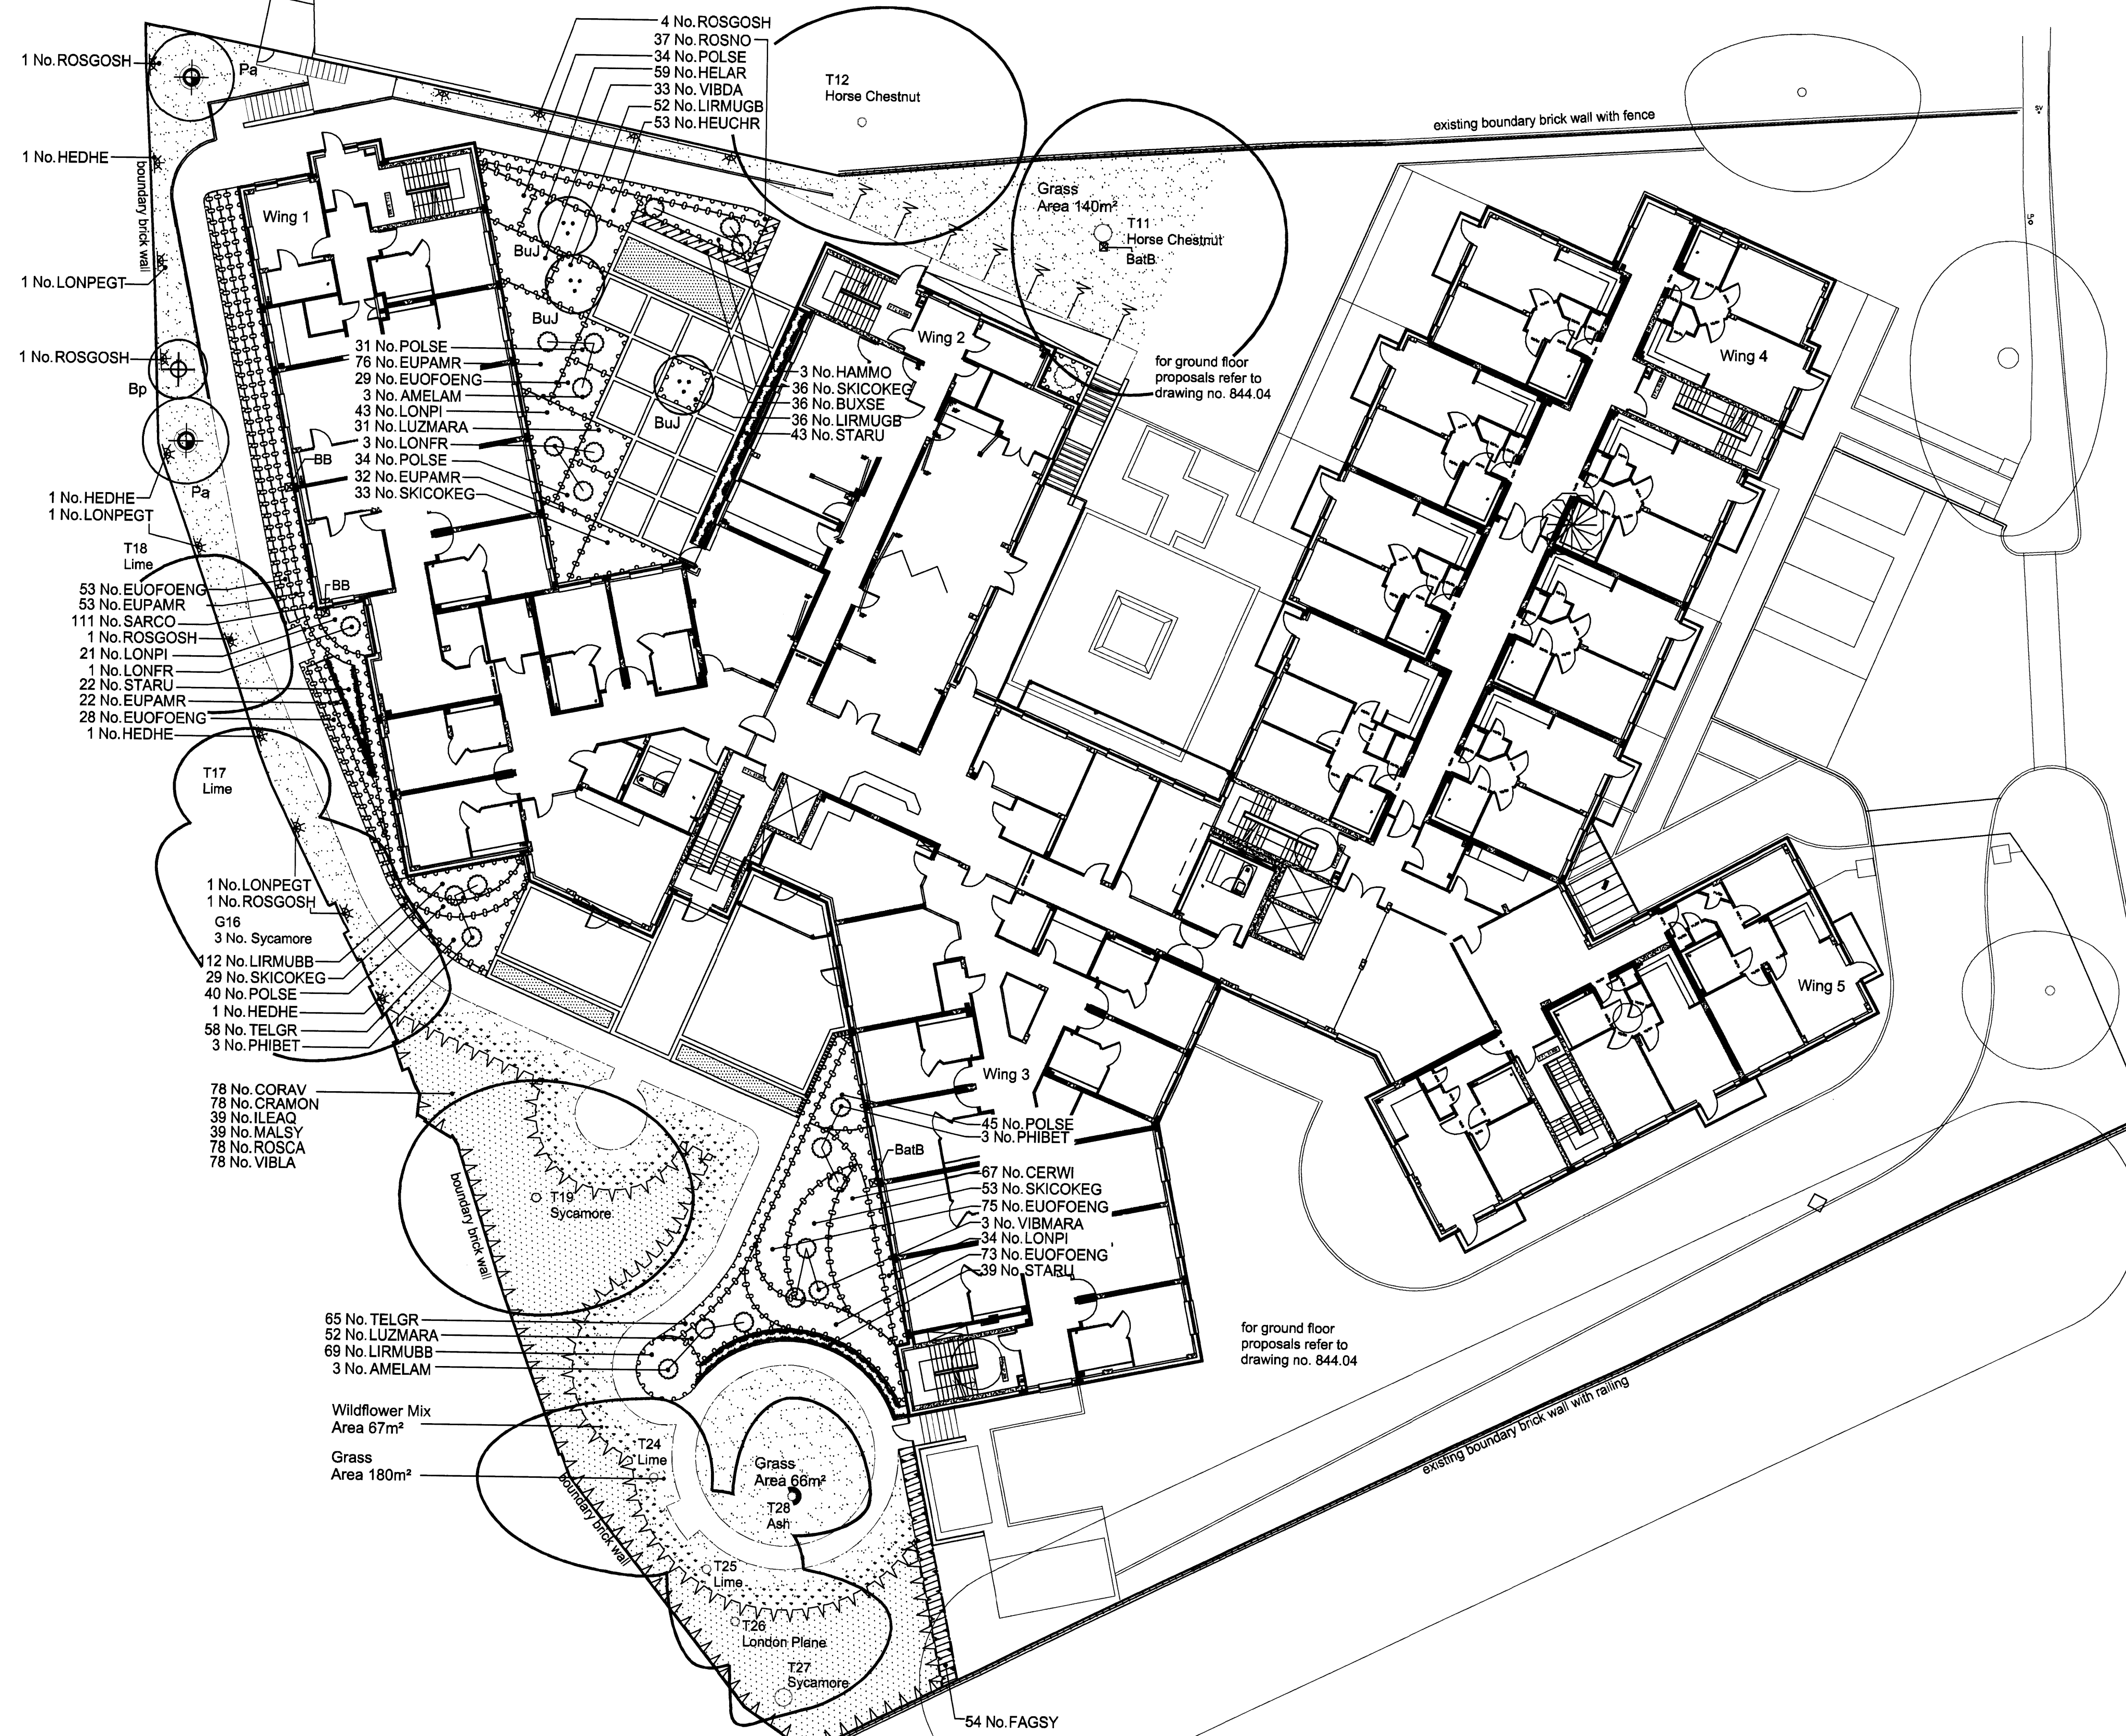 4 No.ROSGOSH
37 No.ROSNO
34 No.POLSE
59 No.HELAR
33 No.VIBDA
52 No.LIRMUGB
53 No.HEUCHR
1 No.ROSGOSH
Pa
T12
Horse Chestnut
existing boundary brick wall with fence
1 No.HEDHE
boundary brick wall
Wing 1
Grass
Area 140m²
T11
Horse Chestnut
BatB
BuJ
1 No.LONPEGT
BuJ
Wing 2
Wing 4
1 No.ROSGOSH
Bp
31 No.POLSE
76 No.EUPAMR
29 No.EUOFOENG
3 No.AMELAM
43 No.LONPI
31 No.LUZMARA
3 No.LONFR
34 No.POLSE
32 No.EUPAMR
33 No.SKICOKEG
BuJ
3 No.HAMMO
36 No.SKICOKEG
36 No.BUXSE
36 No.LIRMUGB
43 No.STARU
for ground floor
proposals refer to
drawing no. 844.04
BB
Pa
1 No.HEDHE
1 No.LONPEGT
T18
Lime
BB
53 No.EUOFOENG
53 No.EUPAMR
111 No.SARCO
1 No.ROSGOSH
21 No.LONPI
1 No.LONFR
22 No.STARU
22 No.EUPAMR
28 No.EUOFOENG
1 No.HEDHE
T17
Lime
1 No.LONPEGT
1 No.ROSGOSH
G16
3 No. Sycamore
112 No.LIRMUBB
29 No.SKICOKEG
40 No.POLSE
1 No.HEDHE
58 No.TELGR
3 No.PHIBET
Wing 5
Wing 3
78 No.CORAV
78 No.CRAMON
39 No.ILEAQ
39 No.MALSY
78 No.ROSCA
78 No.VIBLA
45 No.POLSE
3 No.PHIBET
BatB
67 No.CERWI
53 No.SKICOKEG
75 No.EUOFOENG
3 No.VIBMARA
34 No.LONPI
73 No.EUOFOENG
39 No.STARU
T19
Sycamore
boundary brick wall
65 No.TELGR
52 No.LUZMARA
69 No.LIRMUBB
3 No.AMELAM
for ground floor
proposals refer to
drawing no. 844.04
existing boundary brick wall with railing
Wildflower Mix
Area 67m²
Grass
Area 180m²
T24
Lime
Grass
Area 66m²
T28
Ash
boundary brick wall
T25
Lime
T26
London Plane
T27
Sycamore
54 No.FAGSY